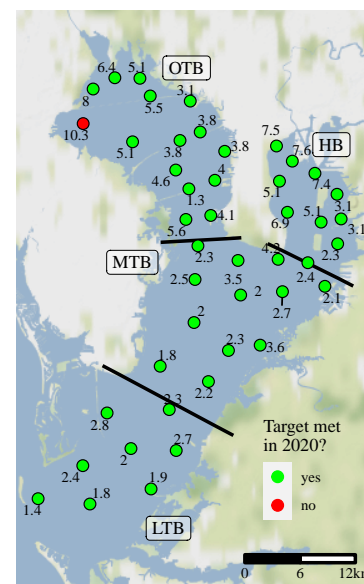 6.4 5.1 OTB
8 5.5 3.1
10.3 3.8
5.1 3.8 3.8 7.5 HB
7.6
4.6 4 5.1 7.4
1.3
5.6 4.1 6.9 5.1 3.1
3.1
MTB 2.3 4.2 2.3
2.5 3.5 2 2.4
2.7 2.1
2
2.3 3.6
1.8
2.2
2.3
2.8
2 2.7
2.4
1.9
1.4 1.8
LTB
Target met
in 2020?
yes
no
0 6 12km